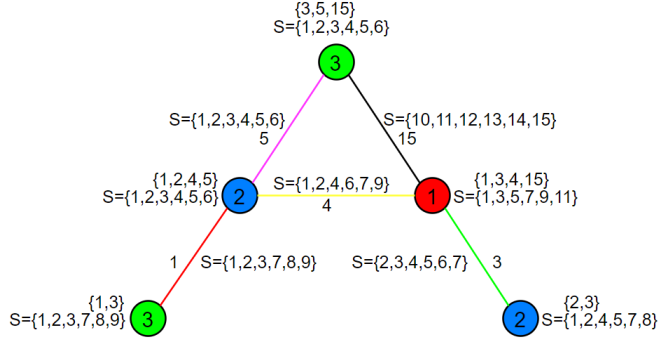 {3,5,15}
S={1,2,3,4,5,6}
3
S={1,2,3,4,5,6}
5
S={10,11,12,13,14,15}
15
{1,2,4,5}
S={1,2,3,4,5,6}
2
S={1,2,4,6,7,9}
4
1
{1,3,4,15}
S={1,3,5,7,9,11}
1
S={1,2,3,7,8,9}
S={2,3,4,5,6,7}
3
{1,3}
S={1,2,3,7,8,9}
3
2
{2,3}
S={1,2,4,5,7,8}